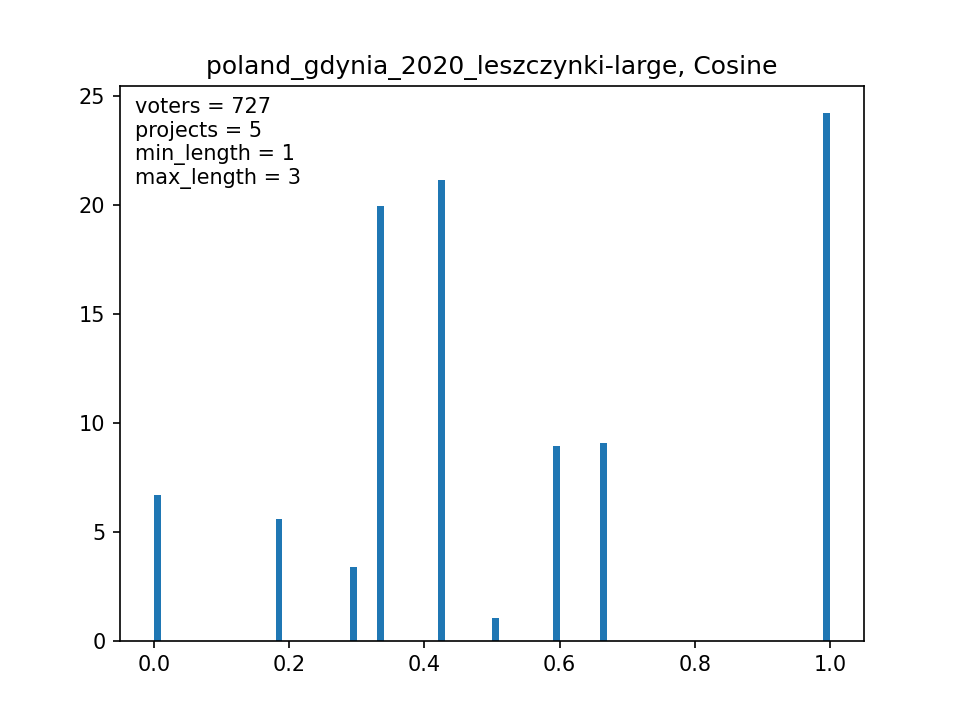 poland_gdynia_2020_leszczynki-large, Cosine
voters = 727
projects = 5
min_length = 1
max_length = 3
25
20
15
10
5
0
0.0 0.2 0.4 0.6 0.8 1.0